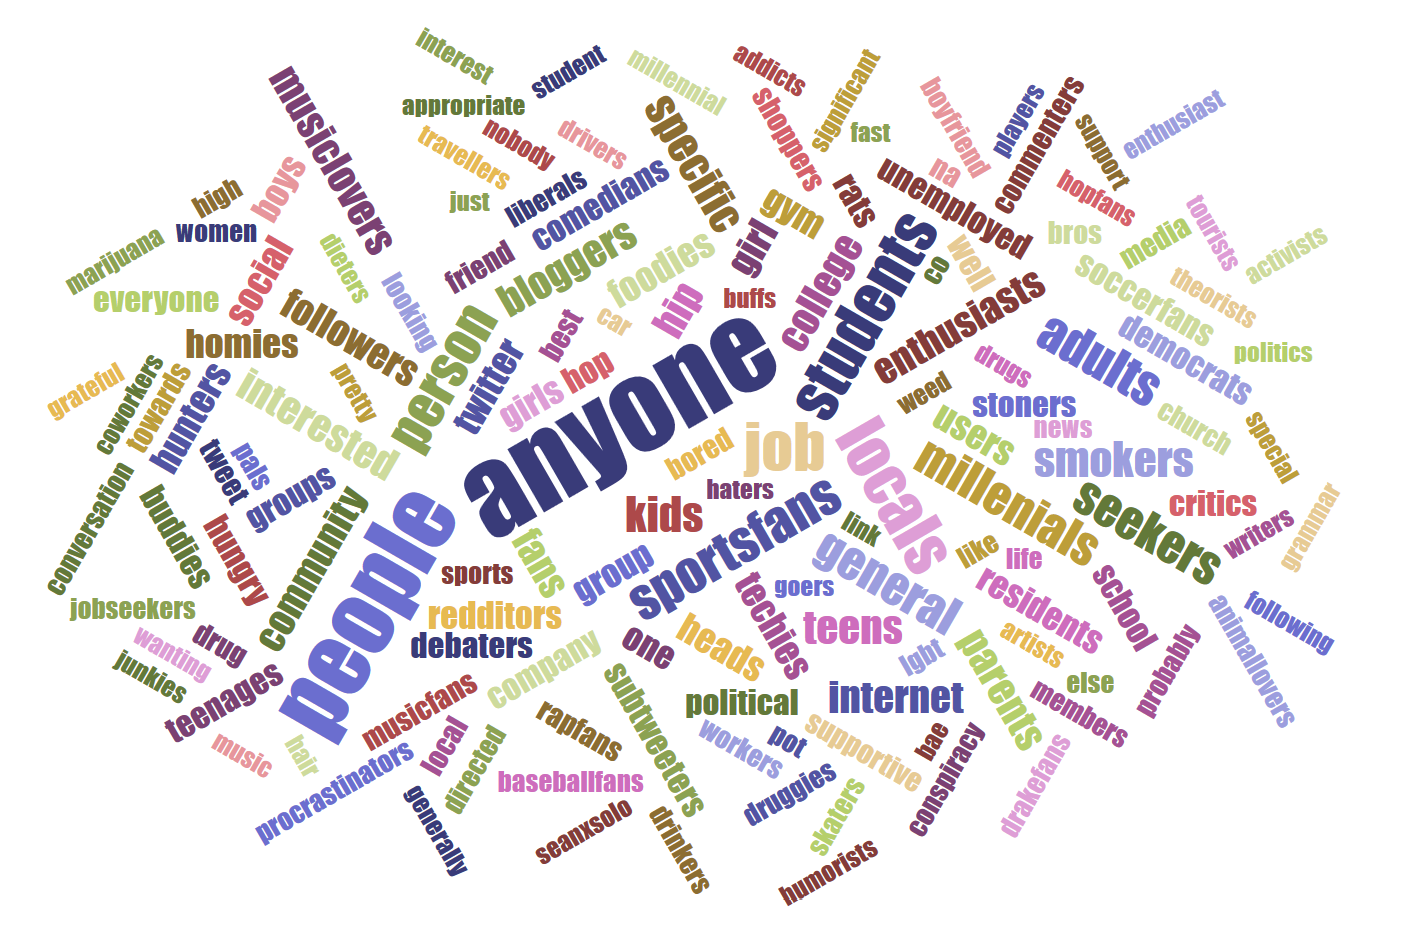 interest
student
millennial
addicts
significant
musiclovers
appropriate
travellers
nobody
drivers
specific
shoppers
fast
boyfriend
players
commenters
support
enthusiast
high
boys
women
just
liberals
comedians
gym
rats
unemployed
na
hopfans
bros
media
tourists
activists
marijuana
everyone
social
dieters
looking
friend
bloggers
foodies
girl
buffs
college
students
co
well
enthusiasts
soccerfans
theorists
homies
followers
person
twitter
best
car
hip
girls
hop
anyone
drugs
adults
democrats
politics
grateful
coworkers
towards
hunters
interested
pretty
weed
stoners
users
news
church
special
tweet
pals
groups
bored
job
locals
millenials
smokers
seekers
critics
writers
grammar
conversation
buddies
hungry
community
people
haters
kids
sportsfans
link
general
like
life
jobseekers
fans
sports
group
redditors
debaters
techies
goers
teens
residents
school
animallovers
following
wanting
drug
junkies
teenages
one
heads
company
lgbt
parents
artists
else
members
probably
music
hair
musicfans
procrastinators
local
directed
rapfans
subtweeters
political
internet
workers
pot
supportive
bae
conspiracy
drakefans
generally
baseballfans
seanxsolo
drinkers
druggies
skaters
humorists